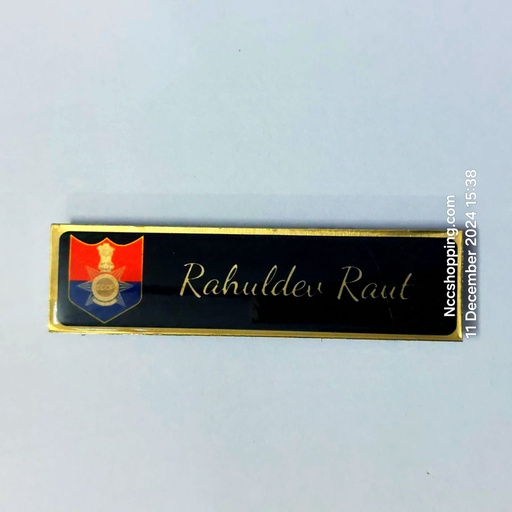 Rahuldev Raut
Nccshopping.com
11 December 2024 15:38